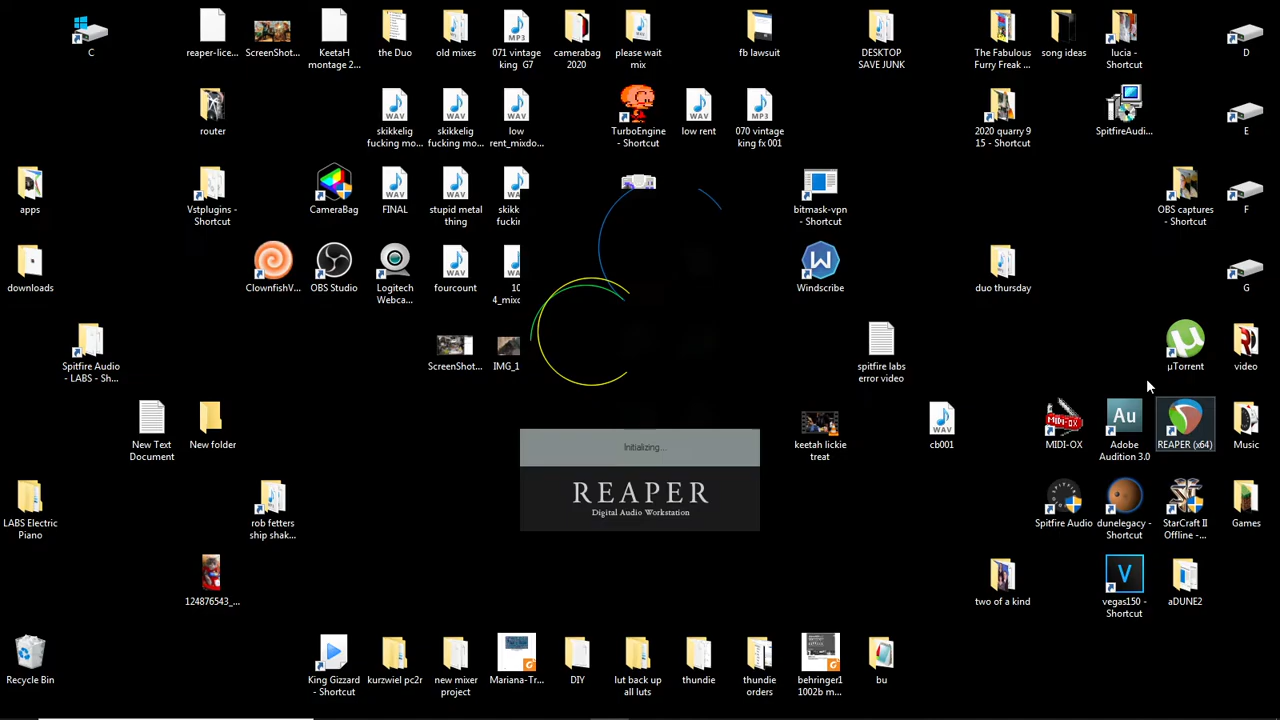 C
reaper-lice...
ScreenShot...
KeetaH
montage 2...
the Duo
old mixes
071 vintage
king G7
camerabag
2020
please wait
mix
fb lawsuit
DESKTOP
SAVE JUNK
The Fabulous
Furry Freak ...
song ideas
lucia -
Shortcut
D
router
skikkelig
fucking mo...
skikkelig
fucking mo...
low
rent_mixdo...
TurboEngine
- Shortcut
low rent
070 vintage
king fx 001
2020 quarry 9
15 - Shortcut
SpitfireAudi...
E
apps
Vstplugins -
Shortcut
CameraBag
FINAL
stupid metal
thing
skikk
fuckin
bitmask-vpn
- Shortcut
OBS captures
- Shortcut
F
downloads
ClownfishV...
OBS Studio
Logitech
Webca...
fourcount
10
4_mixc
Windscribe
duo thursday
G
Spitfire Audio
- LABS - Sh...
ScreenShot...
IMG_1
spitfire labs
error video
µTorrent
video
New Text
Document
New folder
Initializing...
REAPER
Digital Audio Workstation
keetah lickie
treat
cb001
MIDI-OX
Adobe
Audition 3.0
REAPER (x64)
Music
LABS Electric
Piano
rob fetters
ship shak...
Spitfire Audio
dunelegacy -
Shortcut
StarCraft II
Offline -...
Games
124876543_...
two of a kind
vegas150 -
Shortcut
aDUNE2
Recycle Bin
King Gizzard
- Shortcut
kurzwiel pc2r
new mixer
project
Mariana-Tr...
DIY
lut back up
all luts
thundie
thundie
orders
behringer1
1002b m...
bu